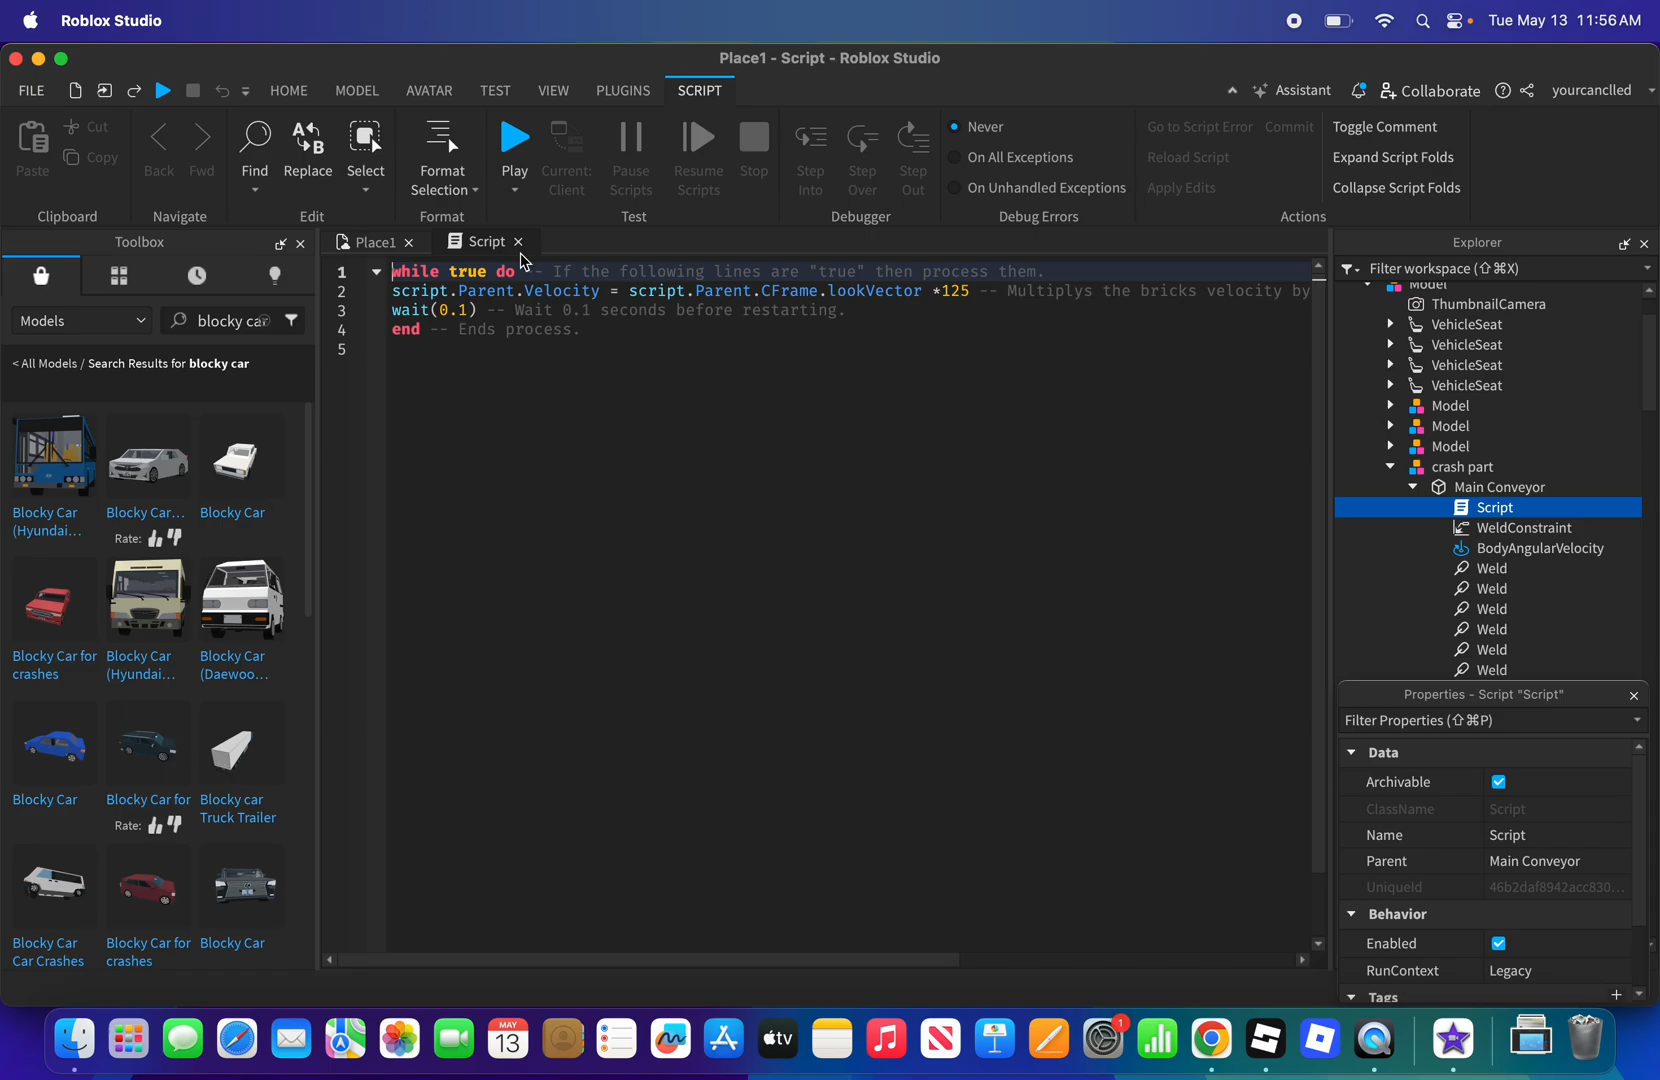 Roblox Studio
Tue May 13 11:56 AM
Place1 - Script - Roblox Studio
FILE
HOME
MODEL
AVATAR
TEST
VIEW
PLUGINS
SCRIPT
Assistant
Collaborate
yourcanclled
Paste
Cut
Copy
Clipboard
Back
Fwd
Navigate
Find
Replace
Select
Edit
Format
Selection
Format
Play
Current:
Client
Pause
Scripts
Resume
Scripts
Stop
Test
Step
Into
Step
Over
Step
Out
Debugger
Never
On All Exceptions
On Unhandled Exceptions
Debug Errors
Go to Script Error
Commit
Reload Script
Apply Edits
Toggle Comment
Expand Script Folds
Collapse Script Folds
Actions
Toolbox
Models
blocky car
< All Models / Search Results for blocky car
Blocky Car
(Hyundai...
Blocky Car...
Rate:
Blocky Car
Blocky Car for
crashes
Blocky Car
(Hyundai...
Blocky Car
(Daewoo...
Blocky Car
Blocky Car for
Rate:
Blocky car
Truck Trailer
Blocky Car
Car Crashes
Blocky Car for
crashes
Blocky Car
Place1
Script
1 while true do -- If the following lines are "true" then process them.
2 script.Parent.Velocity = script.Parent.CFrame.lookVector *125 -- Multiplys the bricks velocity by
3 wait(0.1) -- Wait 0.1 seconds before restarting.
4 end -- Ends process.
5
Explorer
Filter workspace (⇧⌘X)
Model
ThumbnailCamera
VehicleSeat
VehicleSeat
VehicleSeat
VehicleSeat
Model
Model
Model
crash part
Main Conveyor
Script
WeldConstraint
BodyAngularVelocity
Weld
Weld
Weld
Weld
Weld
Weld
Properties - Script "Script"
Filter Properties (⇧⌘P)
Data
Archivable
ClassName Script
Name Script
Parent Main Conveyor
UniqueId 46b2daf8942acc830...
Behavior
Enabled
RunContext Legacy
Tags
MAY
13
tv
1